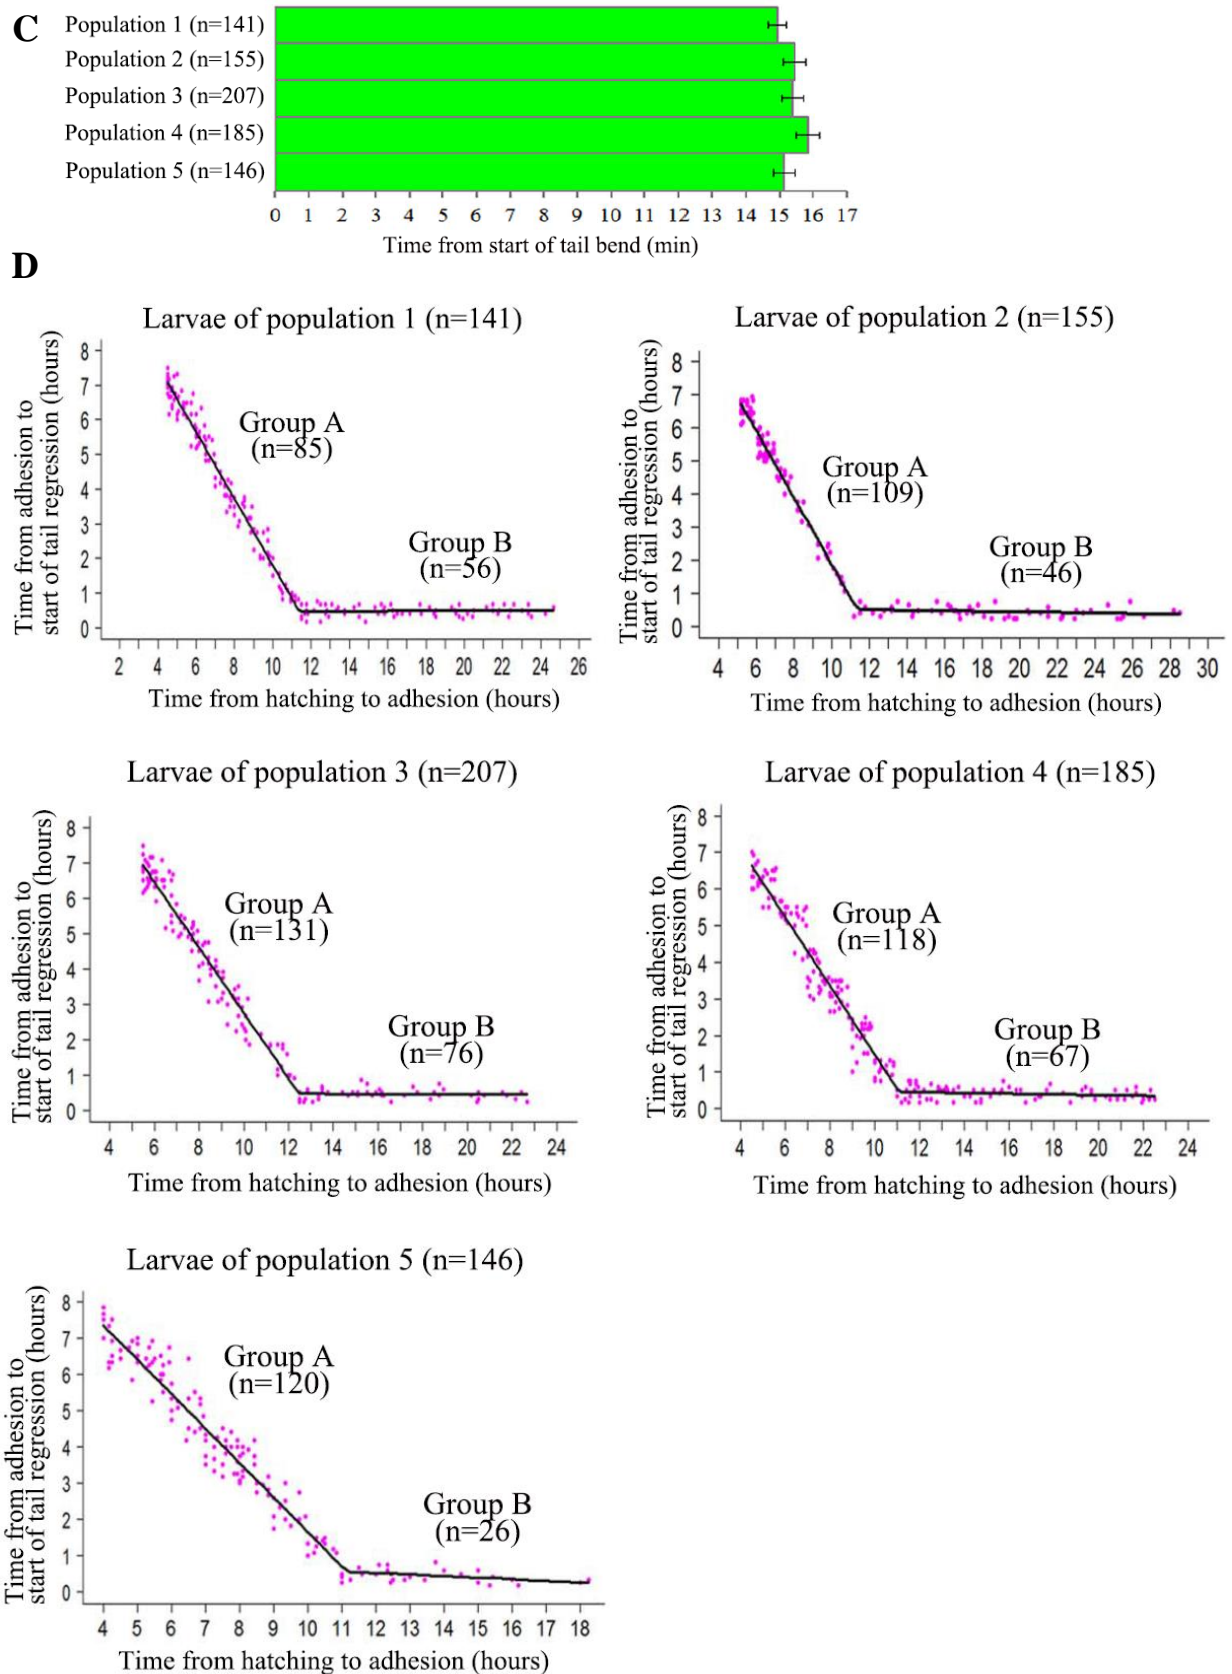 C
Population 1 (n=141)
Population 2 (n=155)
Population 3 (n=207)
Population 4 (n=185)
Population 5 (n=146)
0 1 2 3 4 5 6 7 8 9 10 11 12 13 14 15 16 17
Time from start of tail bend (min)
D
Larvae of population 1 (n=141)
Time from adhesion to
start of tail regression (hours)
8
7
6
5
4
3
2
1
0
Group A
(n=85)
Group B
(n=56)
2 4 6 8 10 12 14 16 18 20 22 24 26
Time from hatching to adhesion (hours)
Larvae of population 2 (n=155)
Time from adhesion to
start of tail regression (hours)
8
7
6
5
4
3
2
1
0
Group A
(n=109)
Group B
(n=46)
4 6 8 10 12 14 16 18 20 22 24 26 28 30
Time from hatching to adhesion (hours)
Larvae of population 3 (n=207)
Time from adhesion to
start of tail regression (hours)
8
7
6
5
4
3
2
1
0
Group A
(n=131)
Group B
(n=76)
4 6 8 10 12 14 16 18 20 22 24
Time from hatching to adhesion (hours)
Larvae of population 4 (n=185)
Time from adhesion to
start of tail regression (hours)
8
7
6
5
4
3
2
1
0
Group A
(n=118)
Group B
(n=67)
4 6 8 10 12 14 16 18 20 22 24
Time from hatching to adhesion (hours)
Larvae of population 5 (n=146)
Time from adhesion to
start of tail regression (hours)
8
7
6
5
4
3
2
1
0
Group A
(n=120)
Group B
(n=26)
4 5 6 7 8 9 10 11 12 13 14 15 16 17 18
Time from hatching to adhesion (hours)